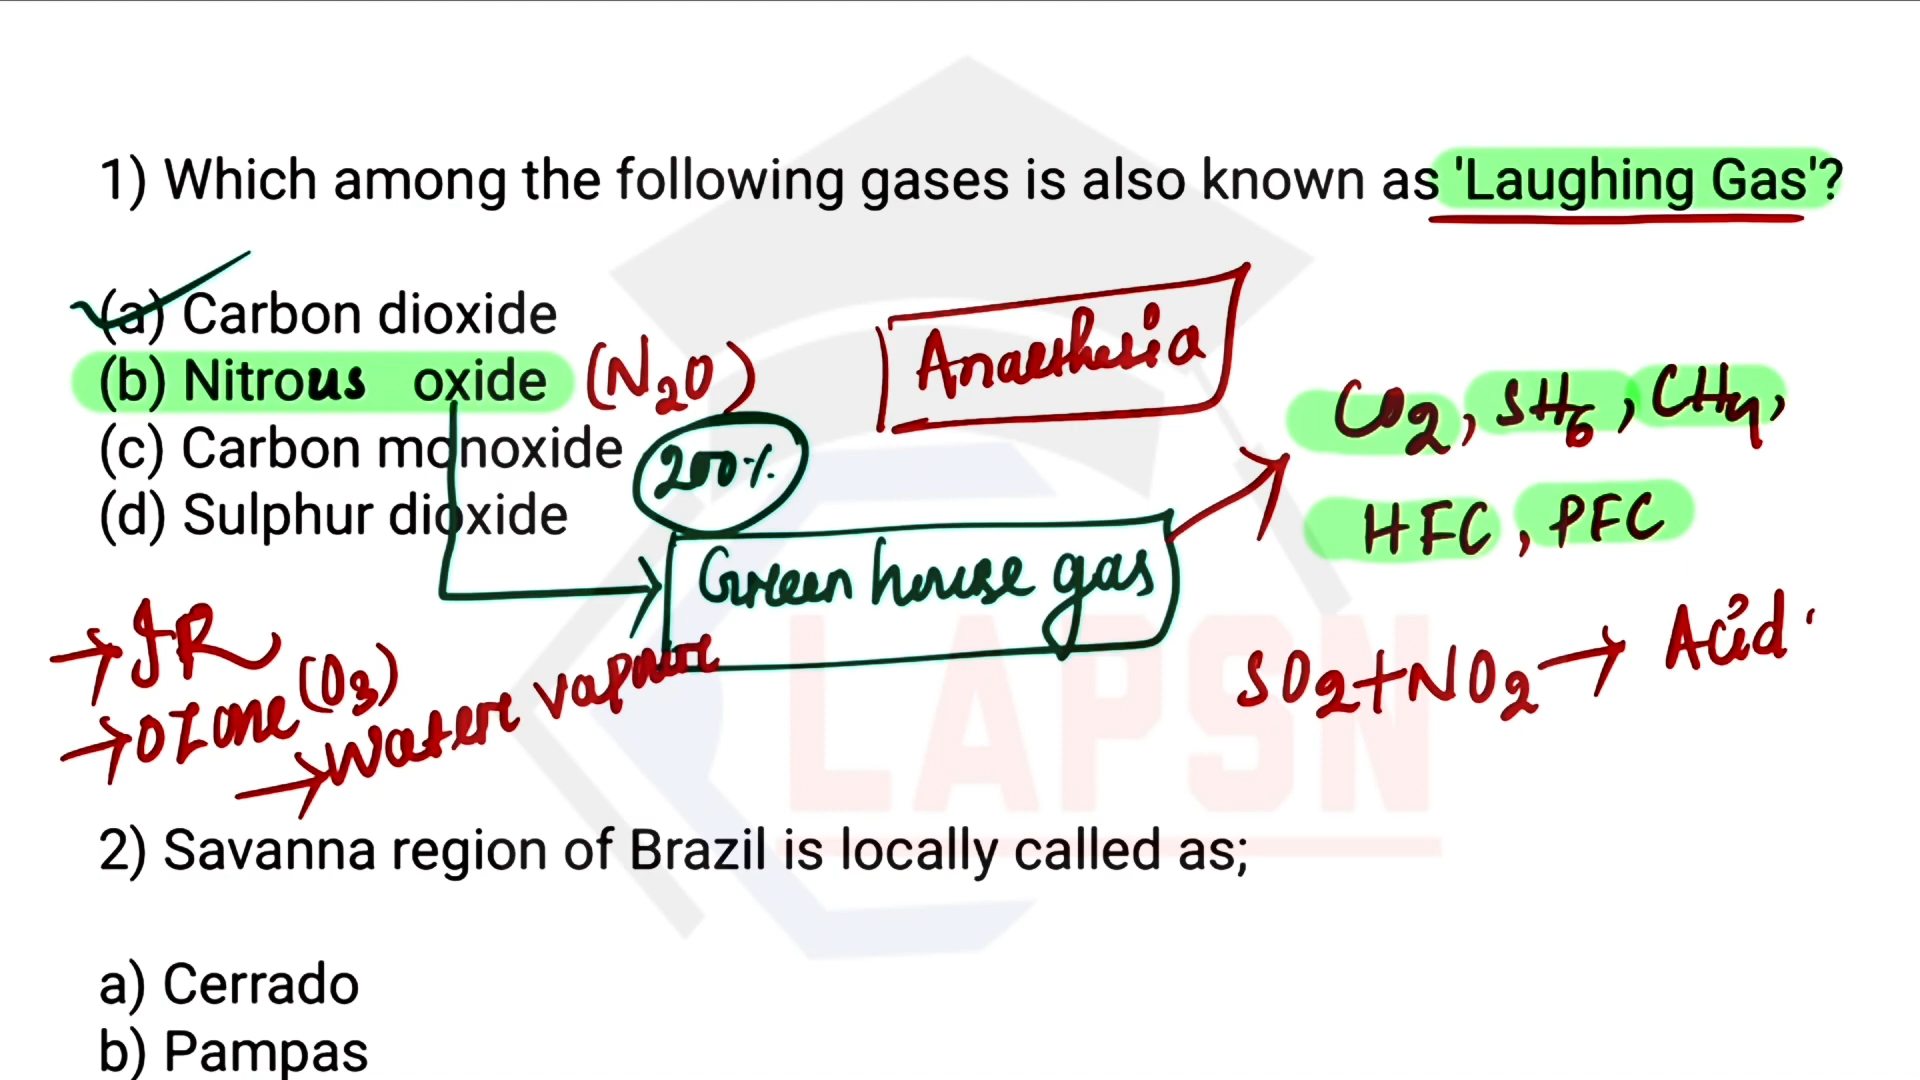 1) Which among the following gases is also known as 'Laughing Gas'?
(a) Carbon dioxide
Anaesthesia
(b) Nitrous oxide (N2O)
CO2, SH6, CH4,
(c) Carbon monoxide
200%
(d) Sulphur dioxide
HFC, PFC
Green house gas
→ IR
→ Ozone (O3)
→ Water vapour
SO2+NO2 → Acid
LAPSN
2) Savanna region of Brazil is locally called as;
a) Cerrado
b) Pampas